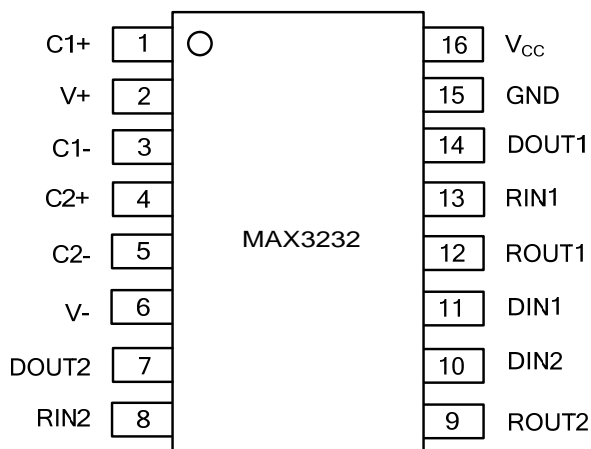 C1+ 1 16 VCC
V+ 2 15 GND
C1- 3 14 DOUT1
C2+ 4 13 RIN1
MAX3232
C2- 5 12 ROUT1
V- 6 11 DIN1
DOUT2 7 10 DIN2
RIN2 8 9 ROUT2